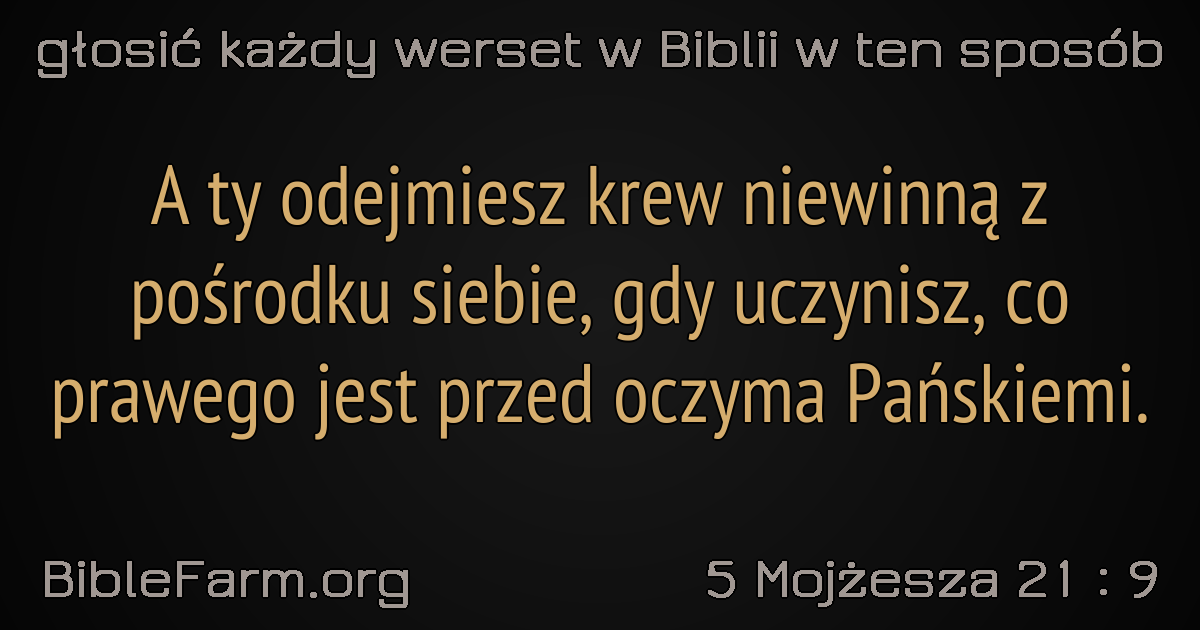 głosić każdy werset w Biblii w ten sposób
A ty odejmiesz krew niewinną z
pośrodku siebie, gdy uczynisz, co
prawego jest przed oczyma Pańskiemi.
BibleFarm.org
5 Mojżesza 21 : 9